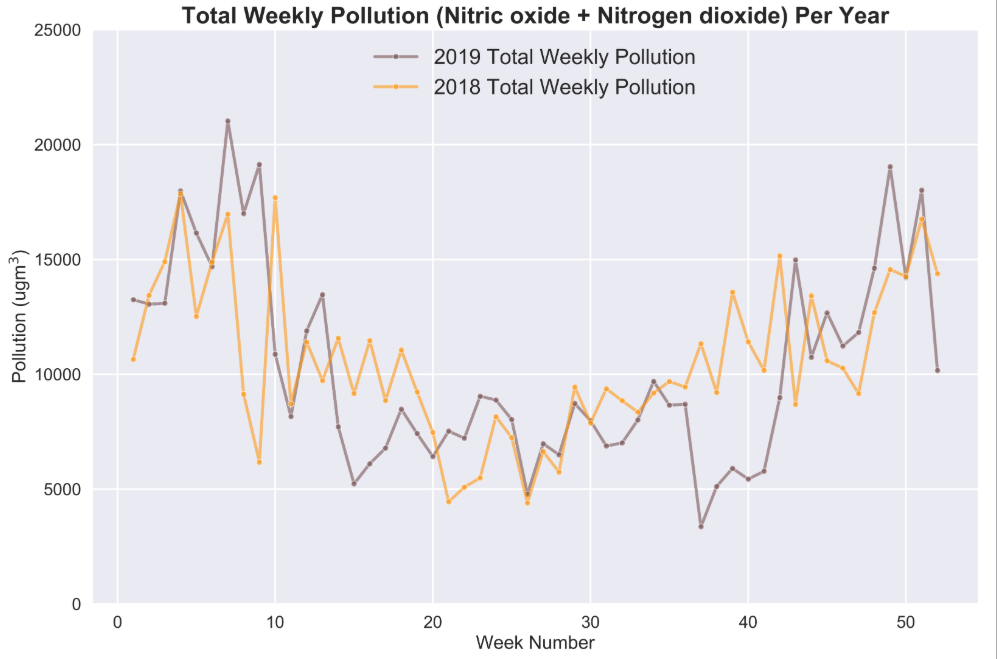 Total Weekly Pollution (Nitric oxide + Nitrogen dioxide) Per Year
25000
2019 Total Weekly Pollution
2018 Total Weekly Pollution
20000
15000
Pollution (ugm³)
10000
5000
0
0 10 20 30 40 50
Week Number